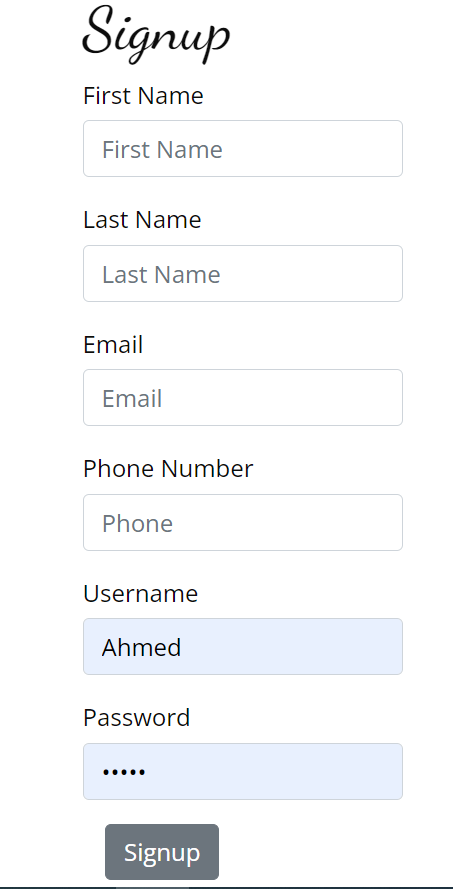 Signup
First Name
First Name
Last Name
Last Name
Email
Email
Phone Number
Phone
Username
Ahmed
Password
•••••
Signup